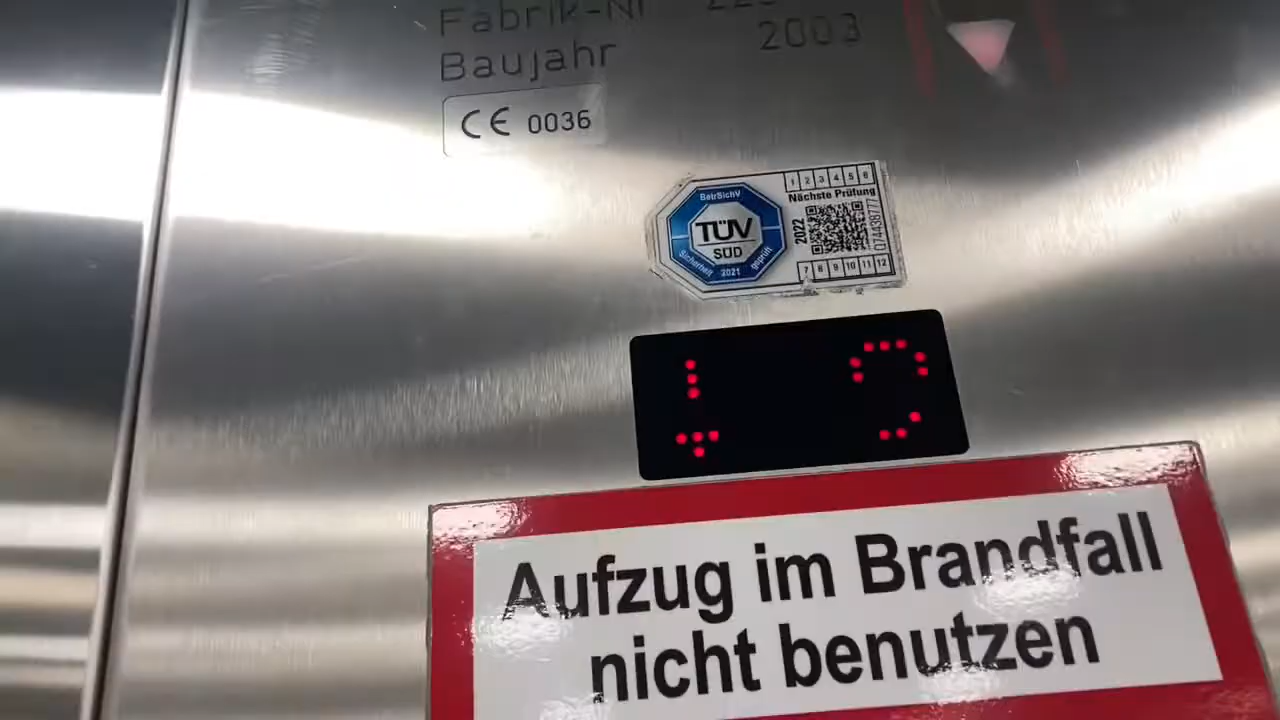 Fabrik-Nr
Baujahr 2003
CE 0036
1 2 3 4 5 6
Nächste Prüfung
BetrSichV
TÜV
SÜD
Sicherheit 2021 geprüft
2022
074438777
7 8 9 10 11 12
Aufzug im Brandfall
nicht benutzen